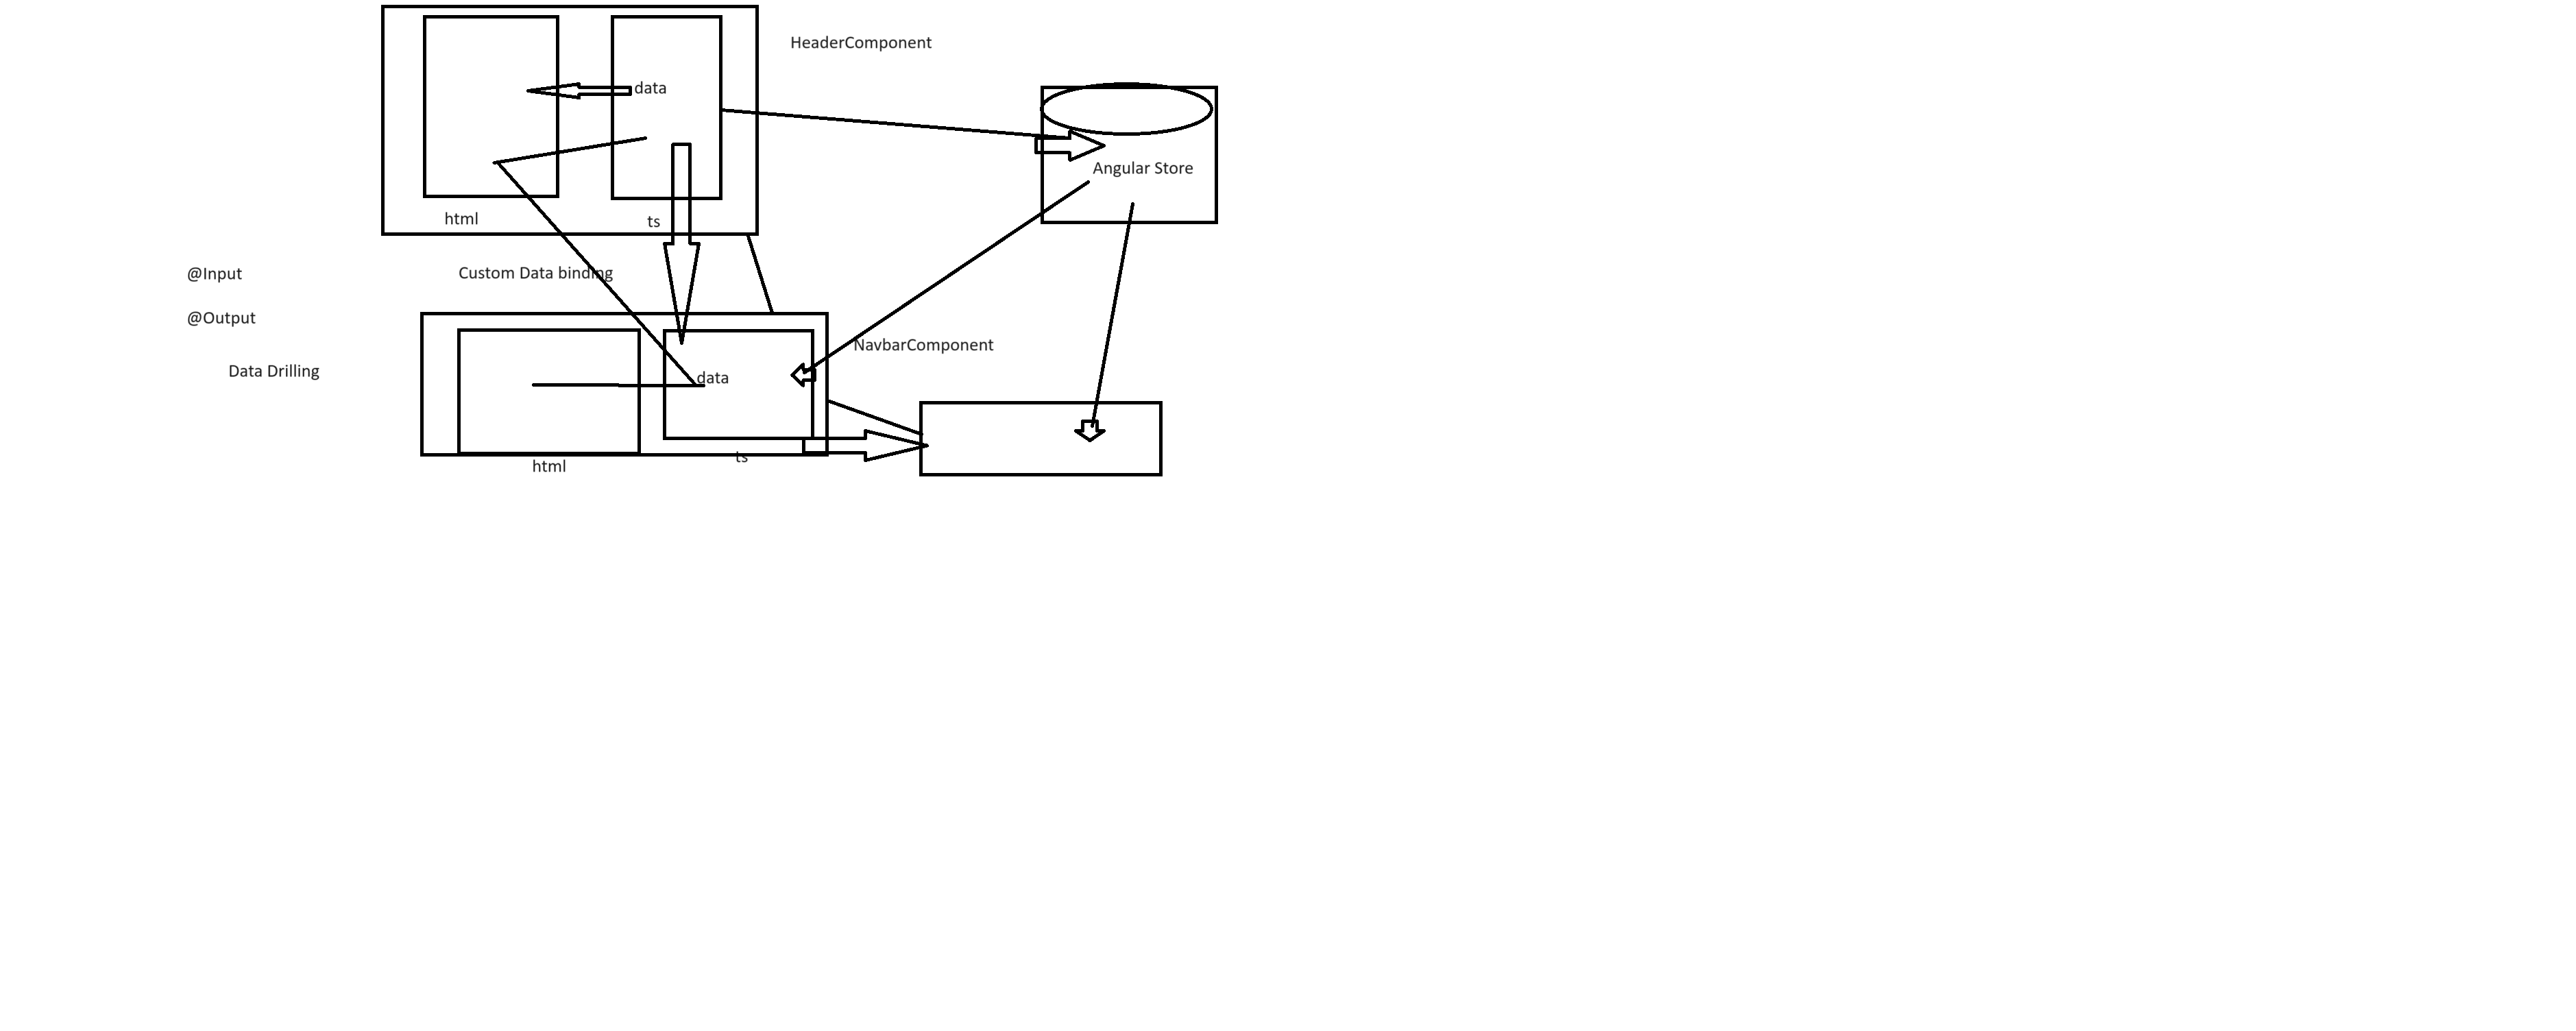 HeaderComponent
data
Angular Store
html
ts
@Input
Custom Data binding
@Output
NavbarComponent
Data Drilling
data
ts
html